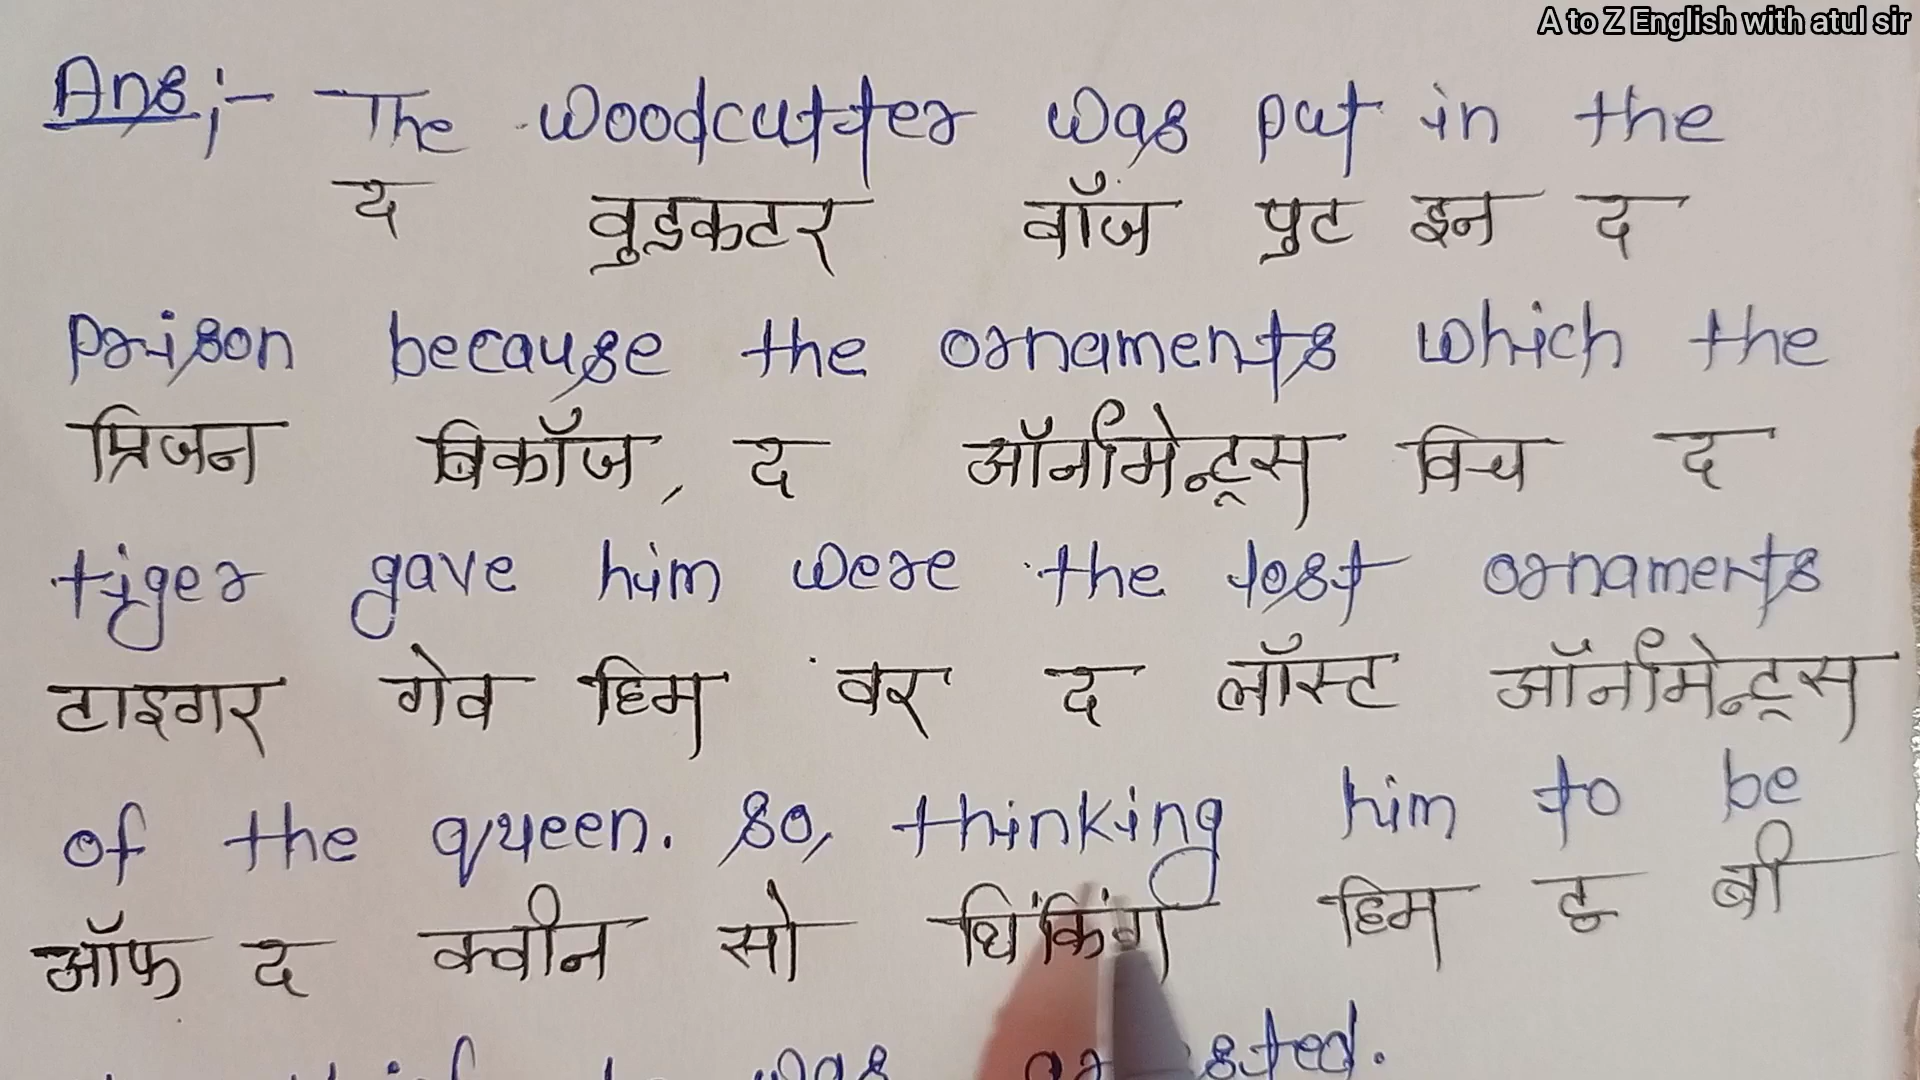 A to Z English with atul sir
Ans;- The woodcutter was put in the
द वुडकटर वॉज पुट इन द
prison because the ornaments which the
प्रिजन बिकॉज, द ऑर्नामेन्ट्स विच द
tiger gave him were the lost ornaments
टाइगर गेव हिम वर द लॉस्ट ऑर्नामेन्ट्स
of the queen. So, thinking him to be
ऑफ द क्वीन सो थिंकिंग हिम टु बी
was